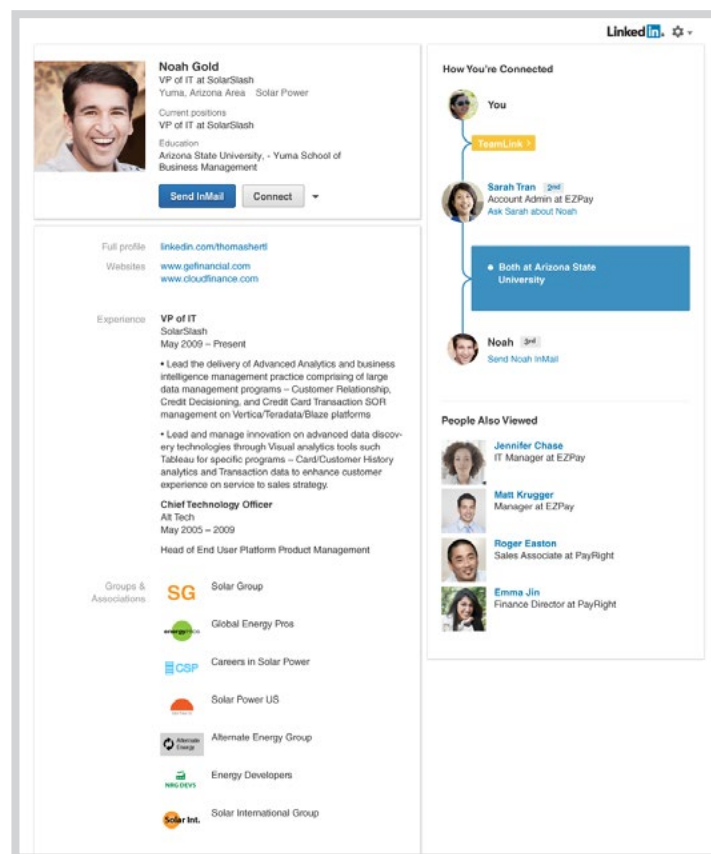 Linked in.
Noah Gold
VP of IT at SolarSlash
Yuma, Arizona Area Solar Power
Current positions
VP of IT at SolarSlash
Education
Arizona State University, - Yuma School of
Business Management
Send InMail Connect
Full profile linkedin.com/thomashertl
Websites www.gefinancial.com
www.cloudfinance.com
Experience VP of IT
SolarSlash
May 2009 – Present
• Lead the delivery of Advanced Analytics and business
intelligence management practice comprising of large
data management programs – Customer Relationship,
Credit Decisioning, and Credit Card Transaction SOR
management on Vertica/Teradata/Blaze platforms
• Lead and manage innovation on advanced data discov-
ery technologies through Visual analytics tools such
Tableau for specific programs – Card/Customer History
analytics and Transaction data to enhance customer
experience on service to sales strategy.
Chief Technology Officer
Alt Tech
May 2005 – 2009
Head of End User Platform Product Management
Groups &
Associations
SG Solar Group
energypros Global Energy Pros
CSP Careers in Solar Power
Solar Power US
Alternate
Energy
Alternate Energy Group
NRG DEVS Energy Developers
Solar Int. Solar International Group
How You're Connected
You
TeamLink >
Sarah Tran 2nd
Account Admin at EZPay
Ask Sarah about Noah
Both at Arizona State
University
Noah 3rd
Send Noah InMail
People Also Viewed
Jennifer Chase
IT Manager at EZPay
Matt Krugger
Manager at EZPay
Roger Easton
Sales Associate at PayRight
Emma Jin
Finance Director at PayRight